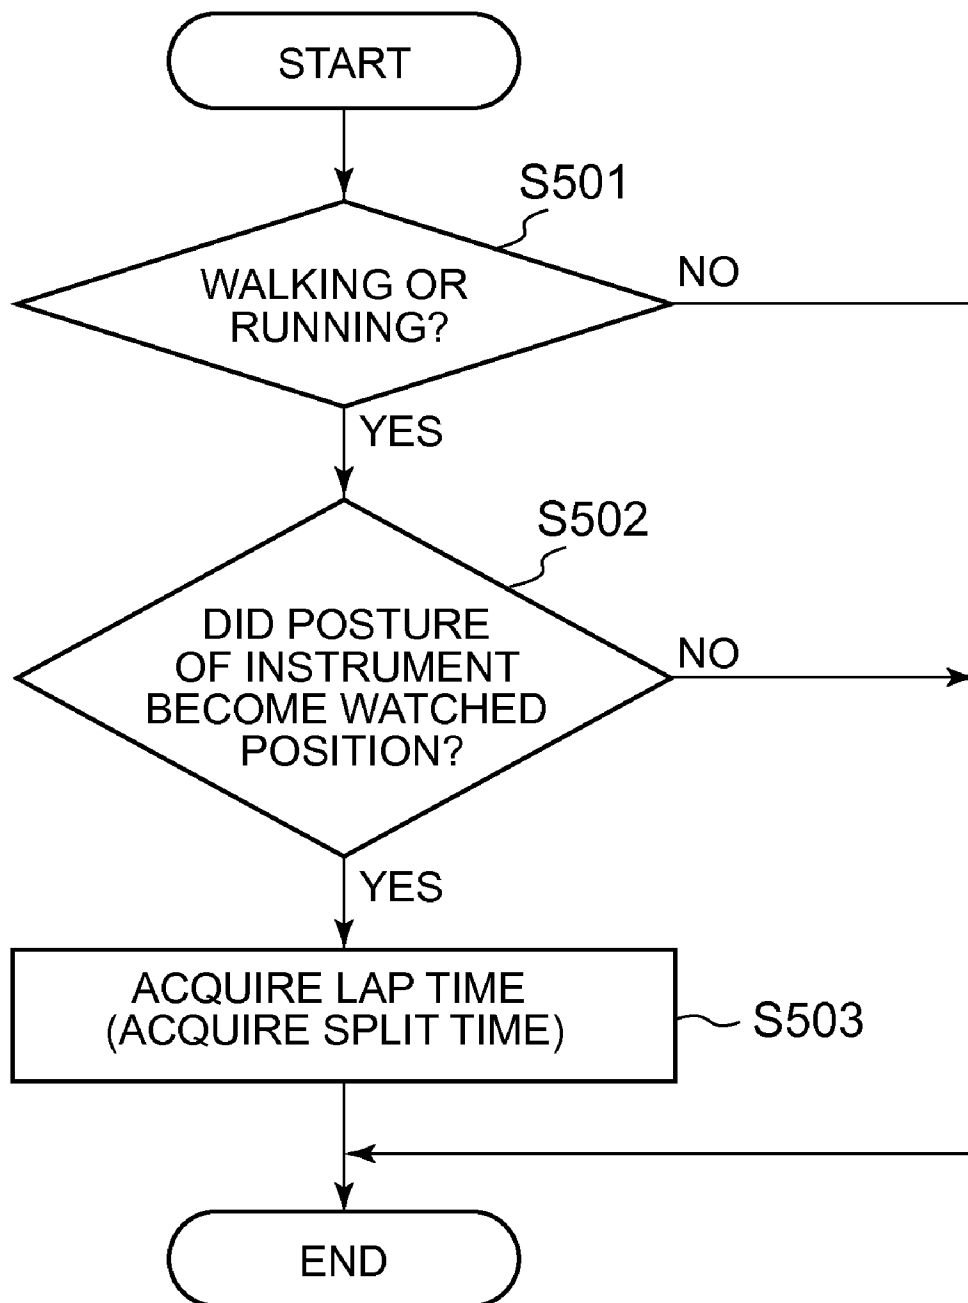 START
S501
WALKING OR
RUNNING?
NO
YES
S502
DID POSTURE
OF INSTRUMENT
BECOME WATCHED
POSITION?
NO
YES
ACQUIRE LAP TIME
(ACQUIRE SPLIT TIME)
S503
END